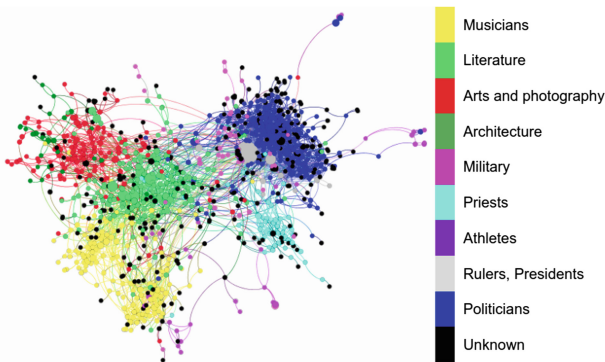 Musicians
Literature
Arts and photography
Architecture
Military
Priests
Athletes
Rulers, Presidents
Politicians
Unknown